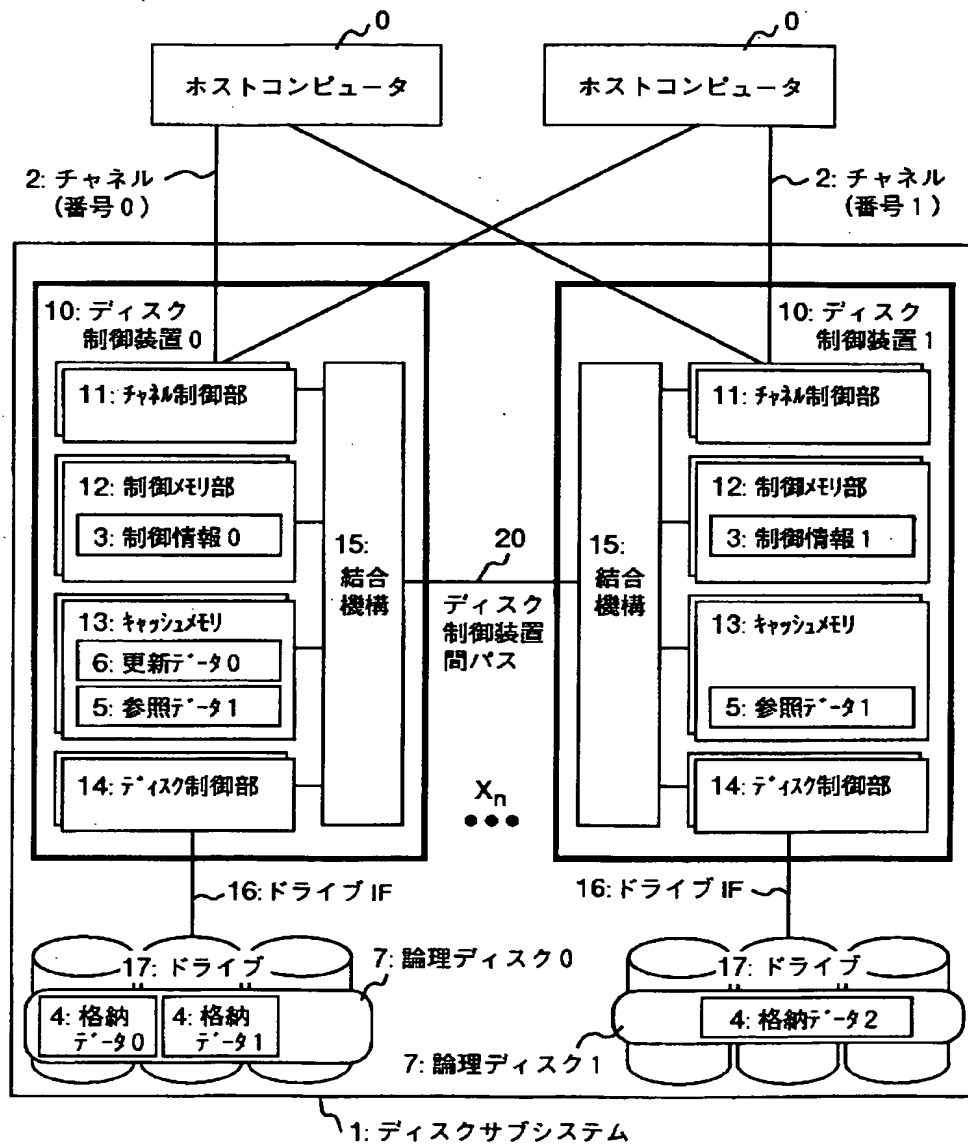 0
0
ホストコンピュータ
ホストコンピュータ
2: チャネル
(番号0)
2: チャネル
(番号1)
10: ディスク
制御装置0
10: ディスク
制御装置1
11: チャネル制御部
11: チャネル制御部
12: 制御メモリ部
3: 制御情報0
12: 制御メモリ部
3: 制御情報1
15:
結合
機構
20
ディスク
制御装置
間パス
15:
結合
機構
13: キャッシュメモリ
6: 更新データ0
5: 参照データ1
13: キャッシュメモリ
5: 参照データ1
14: ディスク制御部
Xn
•••
14: ディスク制御部
16: ドライブIF
16: ドライブIF
17: ドライブ
7: 論理ディスク0
17: ドライブ
4: 格納
データ0
4: 格納
データ1
4: 格納データ2
7: 論理ディスク1
1: ディスクサブシステム